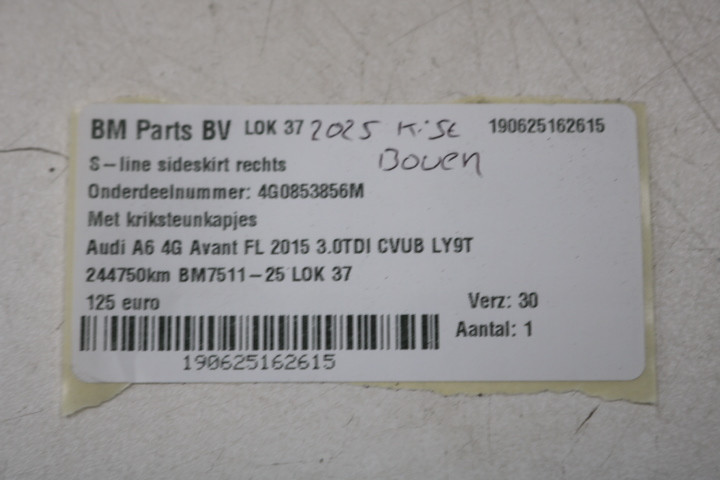 BM Parts BV LOK 37 2025 Kist 190625162615
Boven
S-line sideskirt rechts
Onderdeelnummer: 4G0853856M
Met kriksteunkapjes
Audi A6 4G Avant FL 2015 3.0TDI CVUB LY9T
244750km BM7511-25 LOK 37
125 euro Verz: 30
Aantal: 1
190625162615